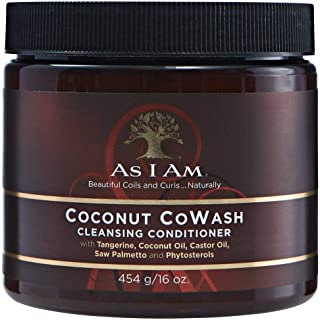 As I Am
Beautiful Coils and Curls... Naturally
Coconut CoWash
Cleansing Conditioner
with Tangerine, Coconut Oil, Castor Oil,
Saw Palmetto and Phytosterols
454 g/16 oz.